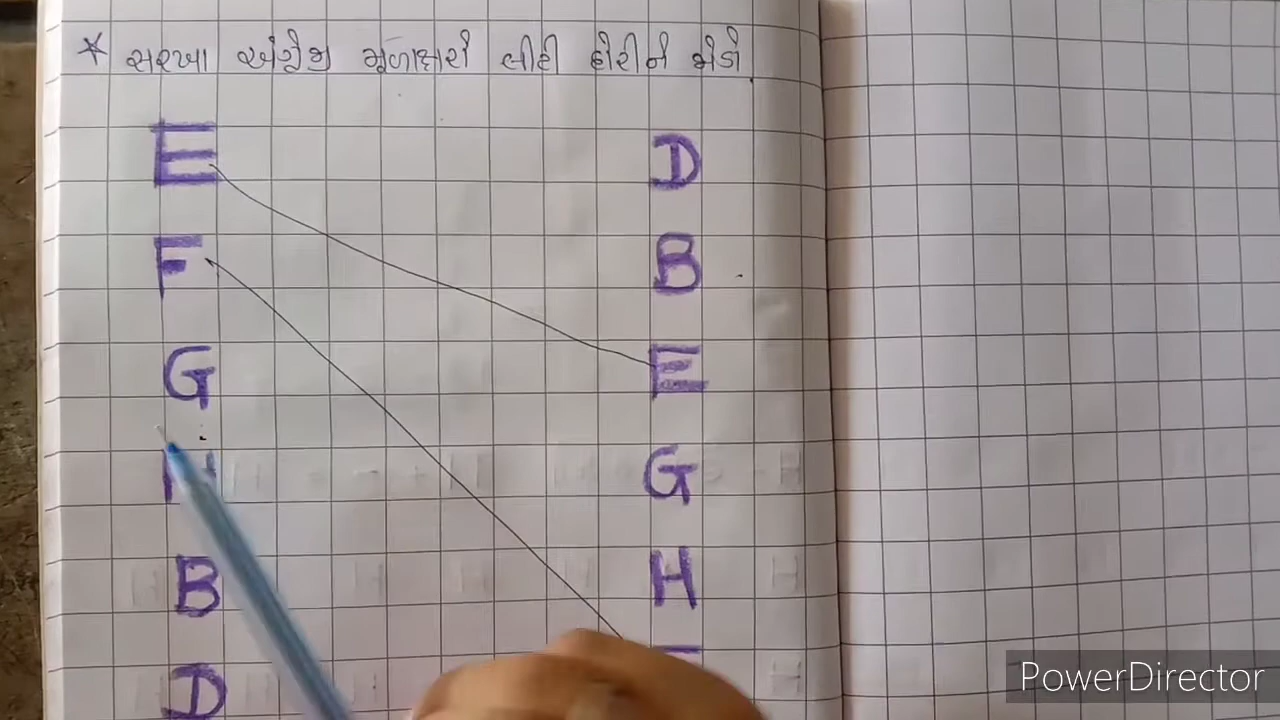 * સરખા અંગ્રેજી મૂળાક્ષરો લીટી દોરીને જોડો.
E D
F B
G E
H G
B H
D F
PowerDirector